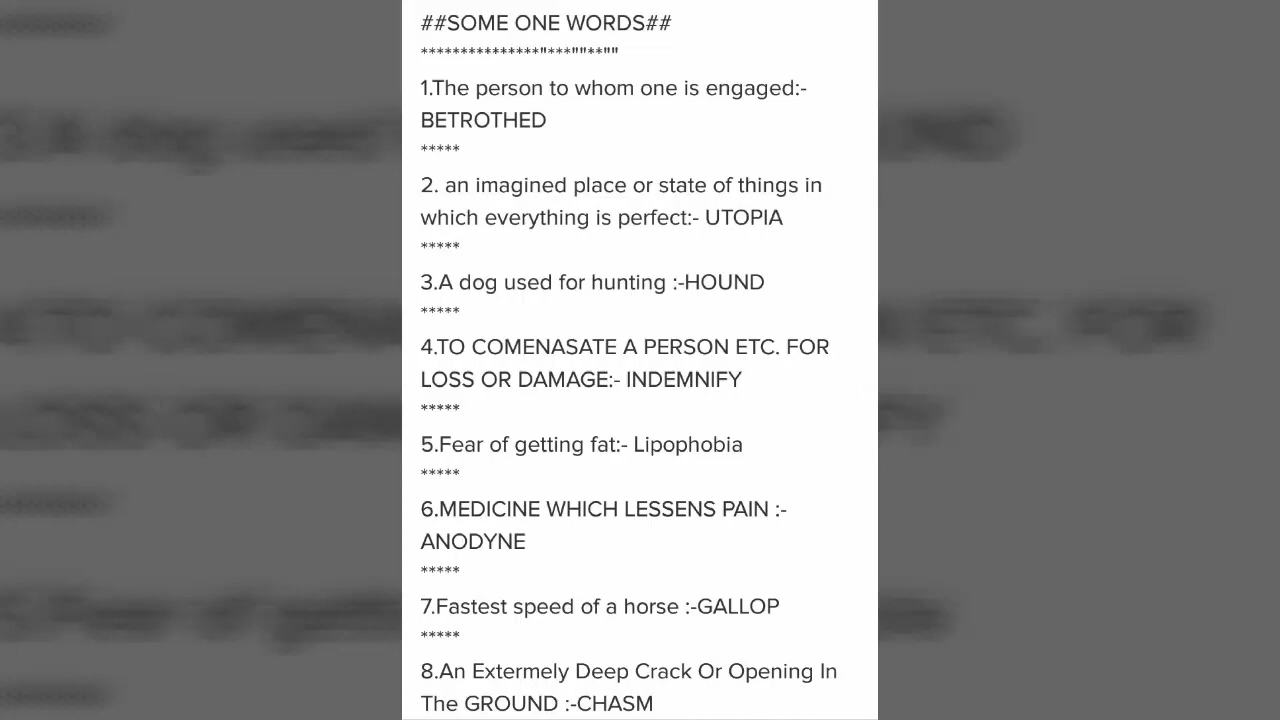 ##SOME ONE WORDS##
***************"***""**""
1.The person to whom one is engaged:-
BETROTHED
*****
2. an imagined place or state of things in
which everything is perfect:- UTOPIA
*****
3.A dog used for hunting :-HOUND
*****
4.TO COMENASATE A PERSON ETC. FOR
LOSS OR DAMAGE:- INDEMNIFY
*****
5.Fear of getting fat:- Lipophobia
*****
6.MEDICINE WHICH LESSENS PAIN :-
ANODYNE
*****
7.Fastest speed of a horse :-GALLOP
*****
8.An Extermely Deep Crack Or Opening In
The GROUND :-CHASM